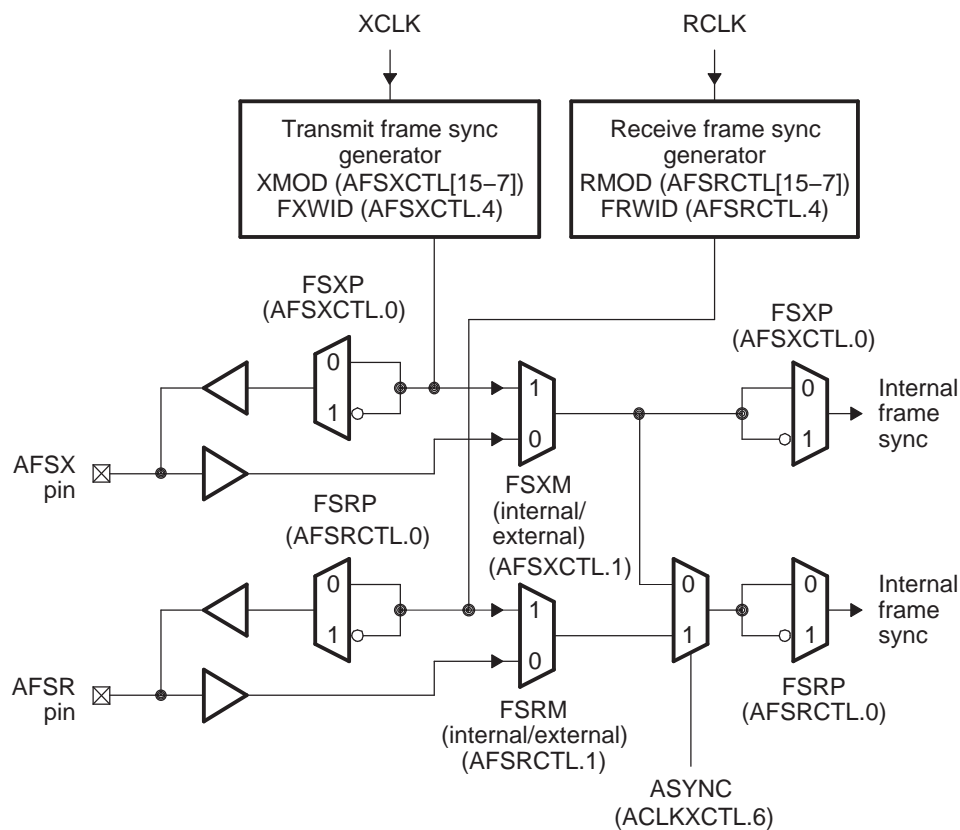 XCLK
RCLK
Transmit frame sync
generator
XMOD (AFSXCTL[15–7])
FXWID (AFSXCTL.4)
Receive frame sync
generator
RMOD (AFSRCTL[15–7])
FRWID (AFSRCTL.4)
FSXP
(AFSXCTL.0)
FSXP
(AFSXCTL.0)
0
1
1
0
0
1
Internal
frame
sync
AFSX
pin
FSXM
(internal/
external)
(AFSXCTL.1)
FSRP
(AFSRCTL.0)
0
1
1
0
0
1
0
1
Internal
frame
sync
AFSR
pin
FSRM
(internal/external)
(AFSRCTL.1)
FSRP
(AFSRCTL.0)
ASYNC
(ACLKXCTL.6)